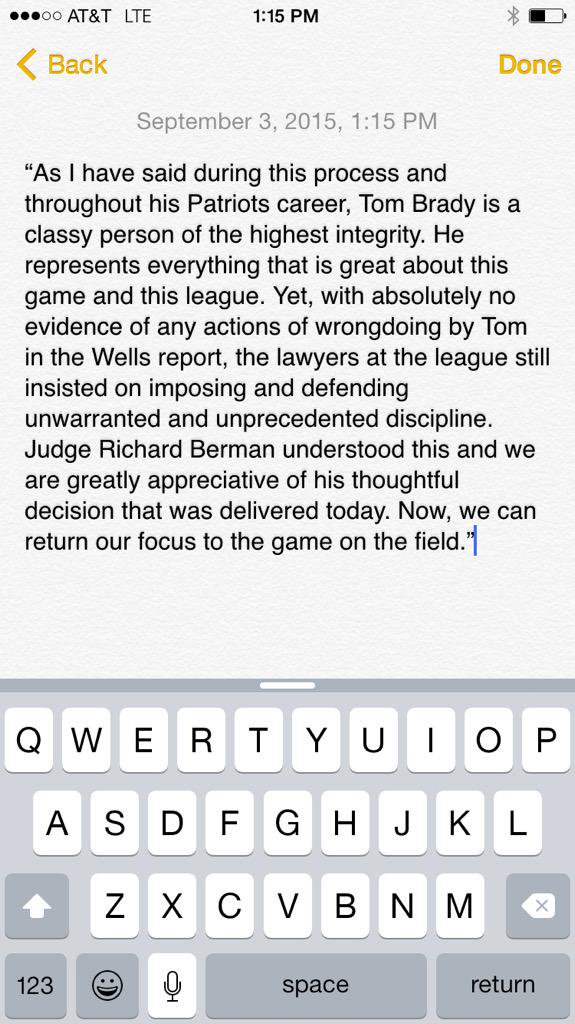 ●●●○○ AT&T LTE 1:15 PM
Back Done
September 3, 2015, 1:15 PM
“As I have said during this process and
throughout his Patriots career, Tom Brady is a
classy person of the highest integrity. He
represents everything that is great about this
game and this league. Yet, with absolutely no
evidence of any actions of wrongdoing by Tom
in the Wells report, the lawyers at the league still
insisted on imposing and defending
unwarranted and unprecedented discipline.
Judge Richard Berman understood this and we
are greatly appreciative of his thoughtful
decision that was delivered today. Now, we can
return our focus to the game on the field.”
Q W E R T Y U I O P
A S D F G H J K L
Z X C V B N M
123 space return